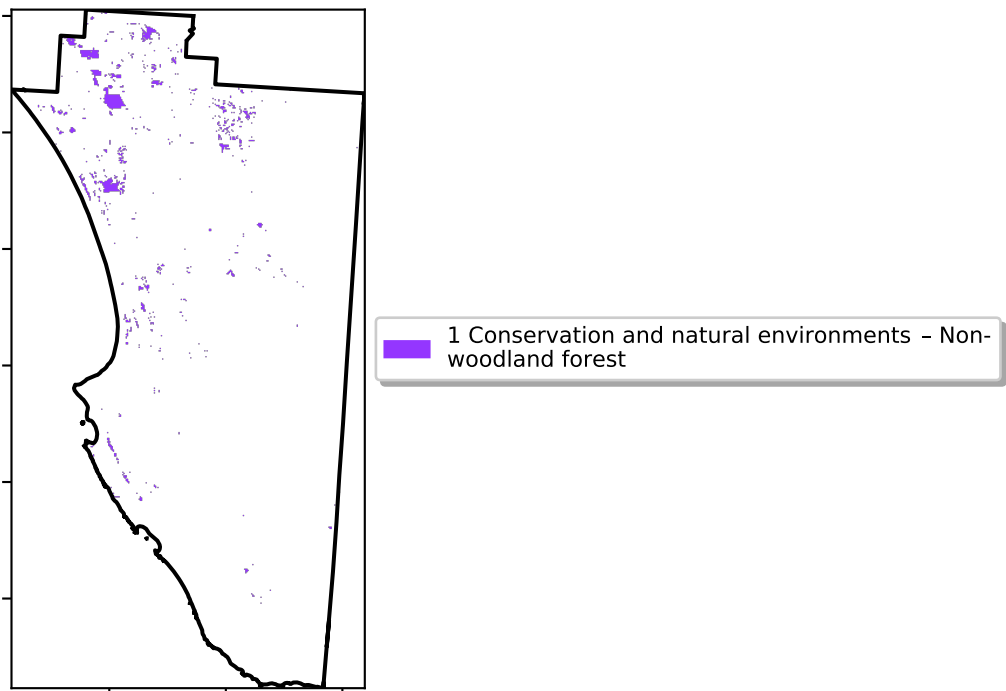 1 Conservation and natural environments – Non-
woodland forest